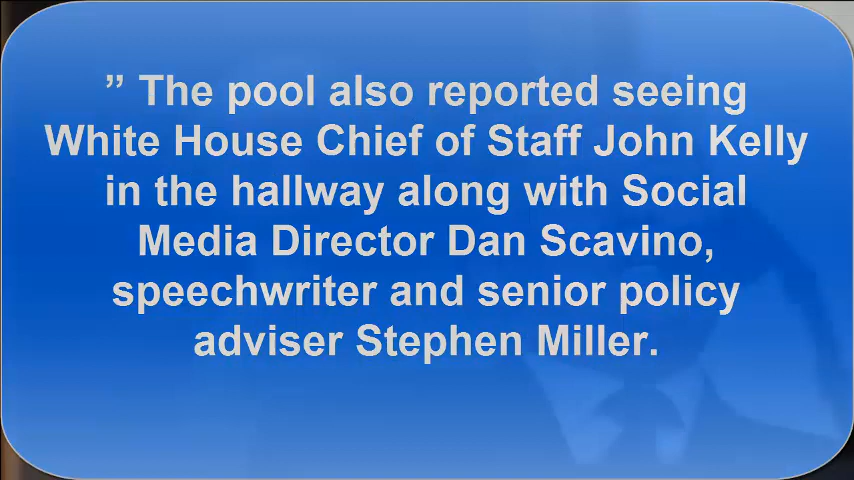 ” The pool also reported seeing
White House Chief of Staff John Kelly
in the hallway along with Social
Media Director Dan Scavino,
speechwriter and senior policy
adviser Stephen Miller.